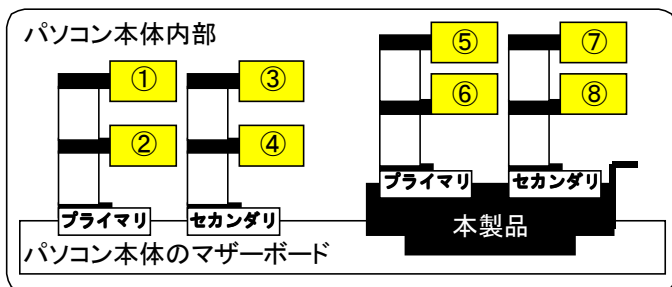 パソコン本体内部
⑤ ⑦
① ③
⑥ ⑧
② ④
プライマリ セカンダリ
プライマリ セカンダリ
本製品
パソコン本体のマザーボード